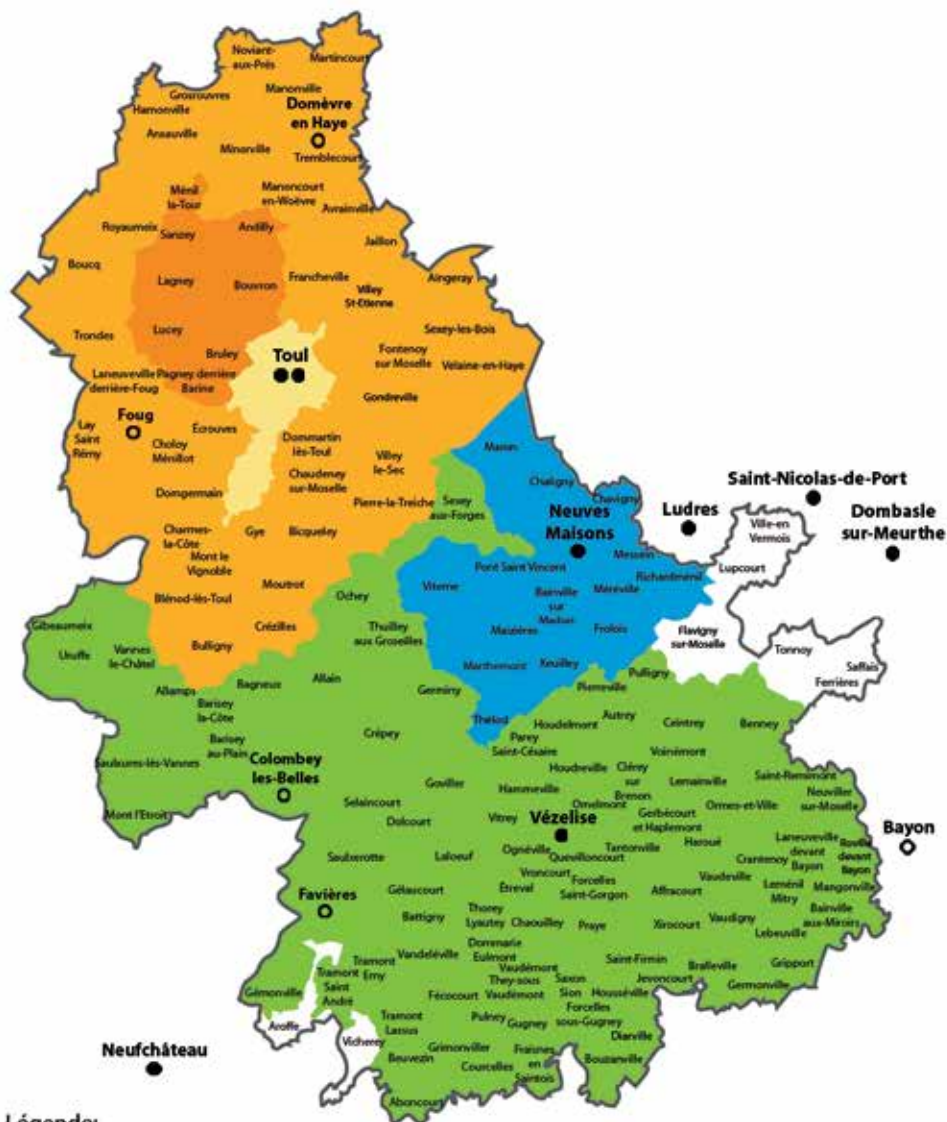 Noviant-
aux-Près
Martincourt
Grosrouvres
Manonville
Hamonville
Domèvre
en Haye
Ansauville
Minorville
Tremblecourt
Ménil
la-Tour
Manoncourt
en-Woëvre
Avrainville
Royaumeix
Sanzey
Andilly
Jaillon
Boucq
Lagney
Bouvron
Francheville
Villey
St-Etienne
Aingeray
Trondes
Lucey
Sexey-les-Bois
Bruley
Toul
Fontenoy
sur Moselle
Velaine-en-Haye
Laneuveville
derrière-Foug
Pagney derrière
Barine
Gondreville
Foug
Lay
Saint
Rémy
Écrouves
Choloy
Ménillot
Dommartin
lès-Toul
Villey
le-Sec
Maron
Chaligny
Chaudeney
sur-Moselle
Domgermain
Pierre-la-Treiche
Sexey
aux-Forges
Chavigny
Saint-Nicolas-de-Port
Neuves
Maisons
Ludres
Ville-en
Vermois
Dombasle
sur-Meurthe
Charmes-
la-Côte
Gye
Bicqueley
Mont le
Vignoble
Messein
Pont Saint Vincent
Richardménil
Lupcourt
Moutrot
Viterne
Méréville
Blénod-lès-Toul
Ochey
Bainville
sur
Madon
Gibeaumeix
Crézilles
Thuilley
aux Groseilles
Maizières
Frolois
Flavigny
sur-Moselle
Uruffe
Vannes
le-Châtel
Bulligny
Tonnoy
Marthemont
Xeuilley
Saffais
Ferrières
Allain
Pulligny
Allamps
Bagneux
Germiny
Pierreville
Barisey
la-Côte
Thélod
Houdelmont
Autrey
Ceintrey
Benney
Crépey
Parey
Saint-Césaire
Barisey
au-Plain
Voinémont
Saulxures-lès-Vannes
Colombey
les-Belles
Houdreville
Clérey
sur
Brenon
Goviller
Hammeville
Lemainville
Saint-Remimont
Neuviller
sur-Moselle
Selaincourt
Omelmont
Ormes-et-Ville
Mont l'Etroit
Dolcourt
Vitrey
Vézelise
Gerbécourt
et Haplemont
Haroué
Laneuveville
devant
Bayon
Roville
devant
Bayon
Bayon
Ognéville
Quevilloncourt
Tantonville
Saulxerotte
Laloeuf
Crantenoy
Vroncourt
Vaudeville
Favières
Gélaucourt
Étreval
Forcelles
Saint-Gorgon
Affracourt
Leménil
Mitry
Mangonville
Battigny
Thorey
Lyautey
Chaouilley
Praye
Xirocourt
Vaudigny
Bainville
aux-Miroirs
Lebeuville
Dommarie
Eulmont
Vandeléville
Tramont
Emy
Saint-Firmin
Bralleville
Gripport
Tramont
Saint
André
Vaudémont
They-sous
Vaudémont
Saxon
Sion
Jevoncourt
Germonville
Gémonville
Fécocourt
Housséville
Forcelles
sous-Gugney
Aroffe
Tramont
Lassus
Pulney
Gugney
Diarville
Neufchâteau
Vicherey
Grimonviller
Fraisnes
en
Saintois
Beuvezin
Courcelles
Bouzanville
Aboncourt
Légende: